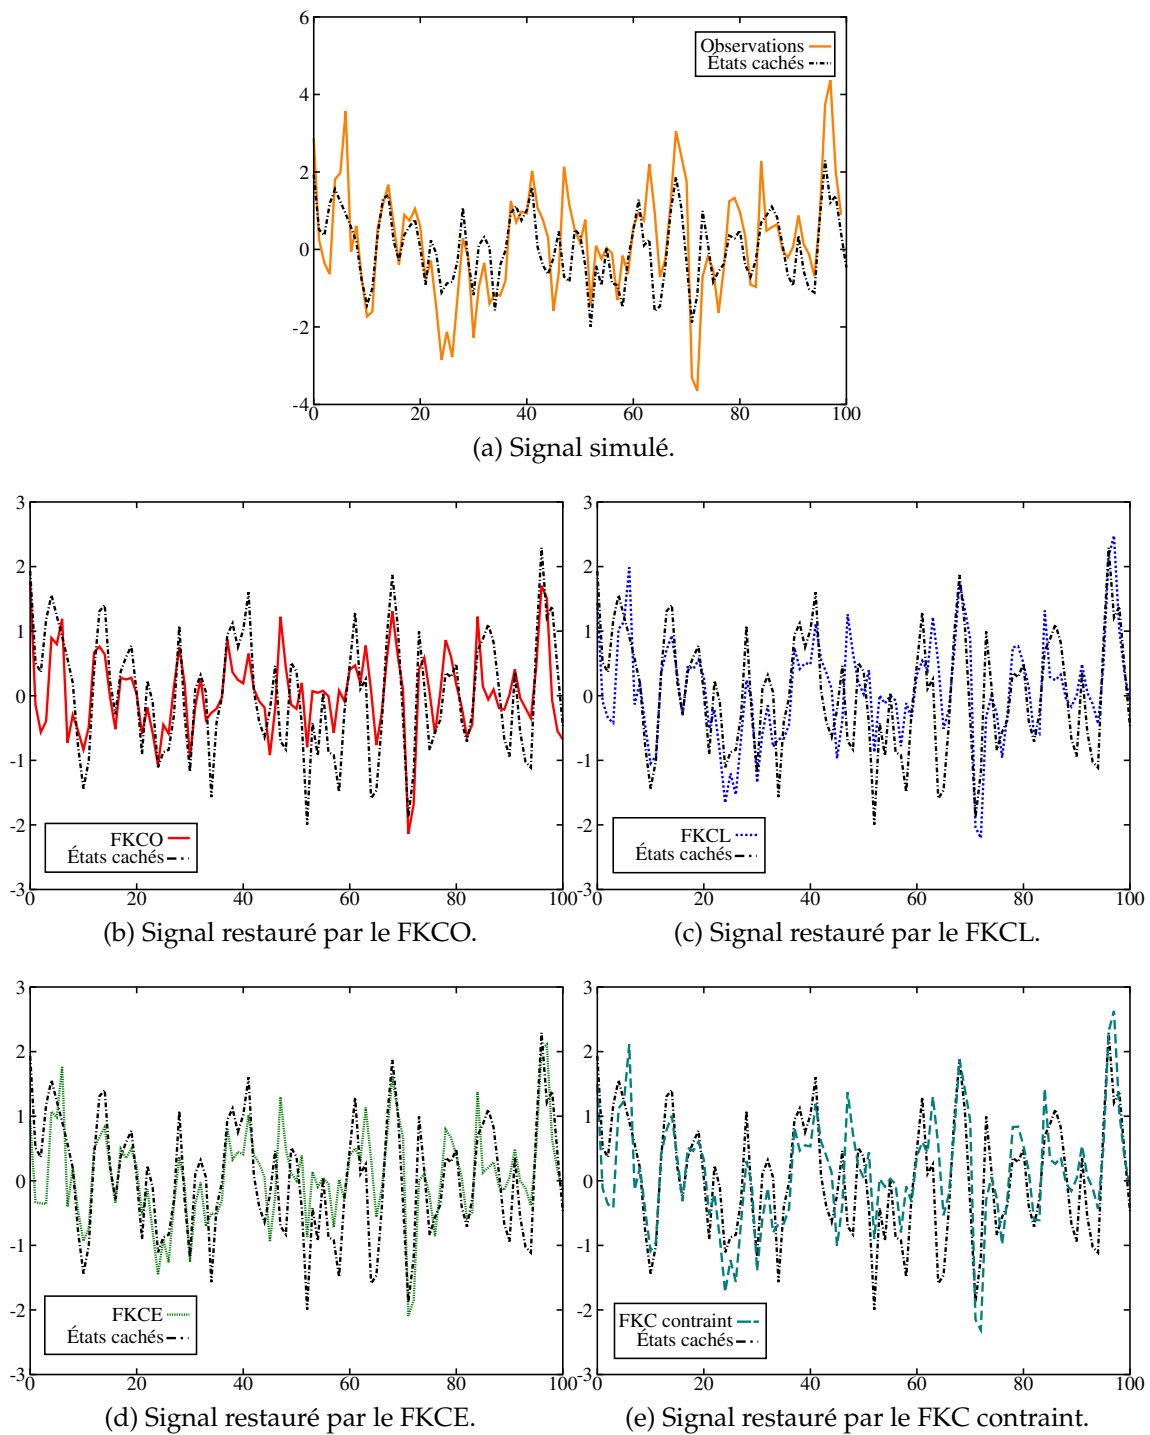 6
4
2
0
-2
-4
0 20 40 60 80 100
Observations
États cachés
(a) Signal simulé.
3
2
1
0
-1
-2
-3
0 20 40 60 80 100
FKCO
États cachés
(b) Signal restauré par le FKCO.
3
2
1
0
-1
-2
-3
0 20 40 60 80 100
FKCL
États cachés
(c) Signal restauré par le FKCL.
3
2
1
0
-1
-2
-3
0 20 40 60 80 100
FKCE
États cachés
(d) Signal restauré par le FKCE.
3
2
1
0
-1
-2
-3
0 20 40 60 80 100
FKC contraint
États cachés
(e) Signal restauré par le FKC contraint.